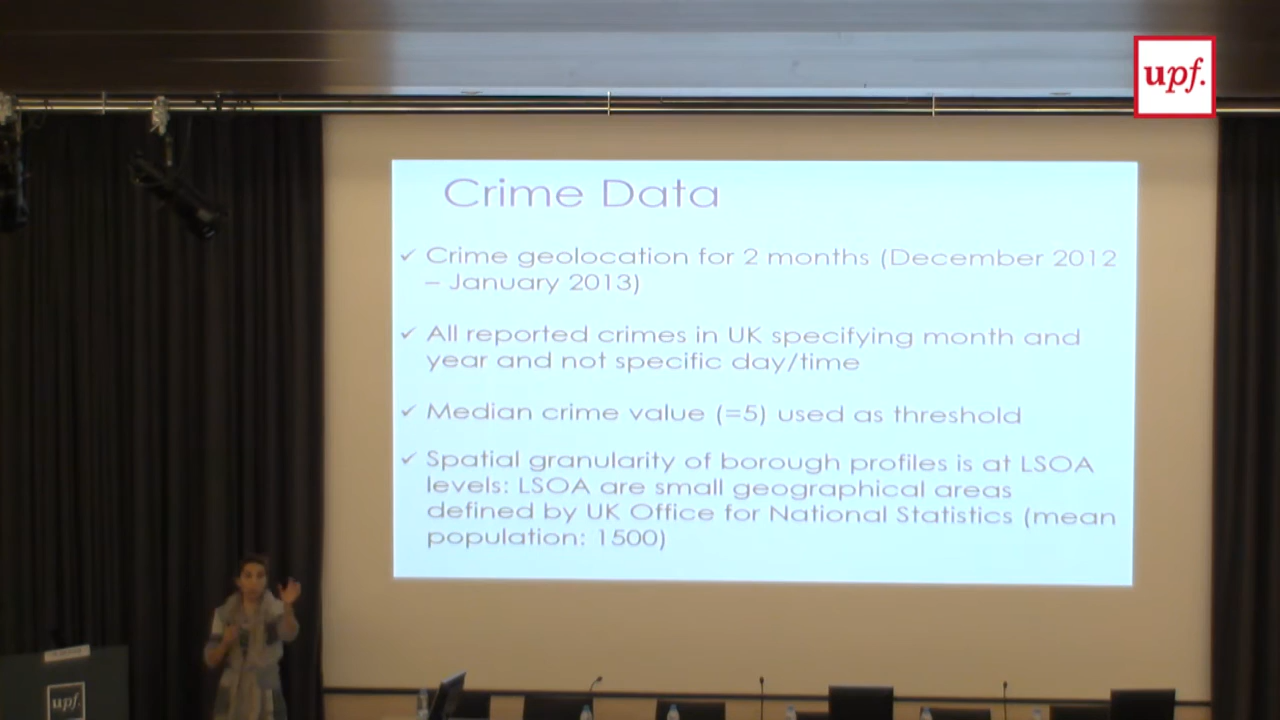 upf.
Crime Data
✓ Crime geolocation for 2 months (December 2012
– January 2013)
✓ All reported crimes in UK specifying month and
year and not specific day/time
✓ Median crime value (=5) used as threshold
✓ Spatial granularity of borough profiles is at LSOA
levels: LSOA are small geographical areas
defined by UK Office for National Statistics (mean
population: 1500)
upf.